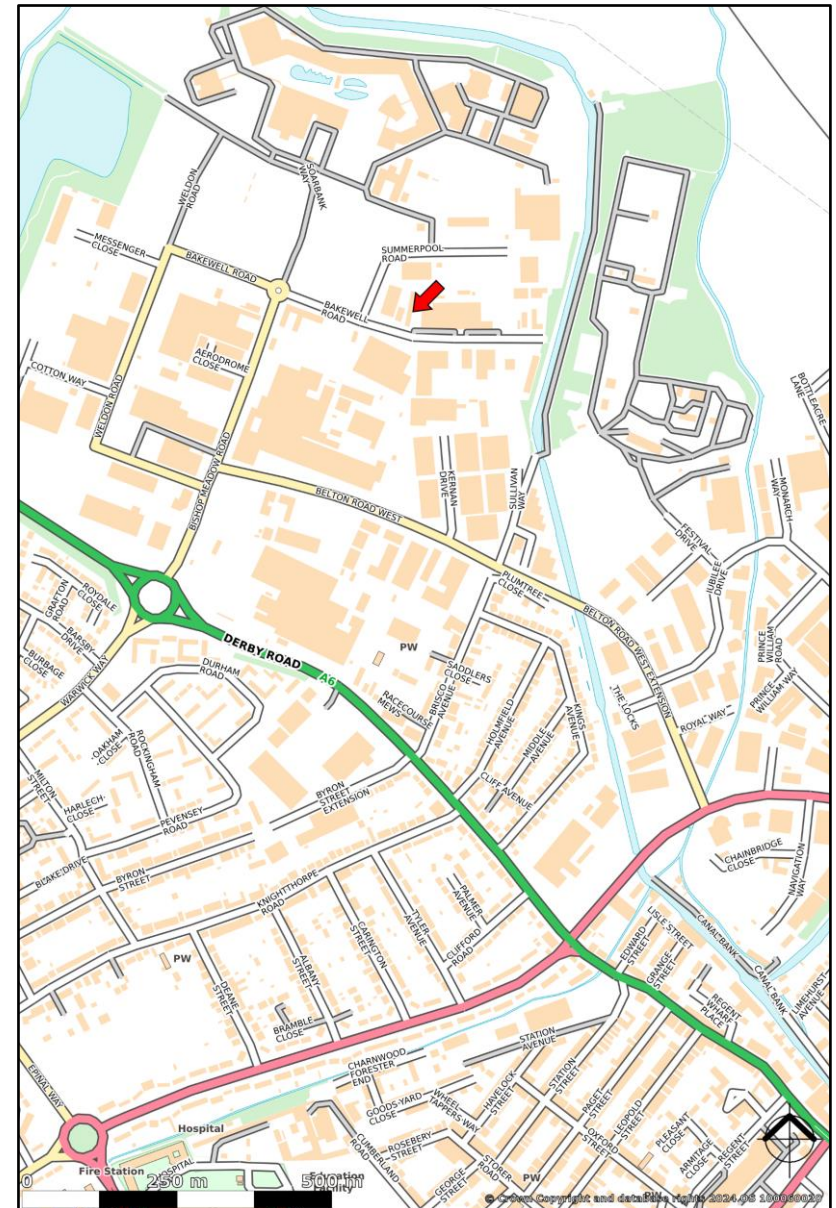 WELDON
ROAD
SOARBANK
WAY
MESSENGER
CLOSE
BAKEWELL ROAD
SUMMERPOOL
ROAD
BAKEWELL
ROAD
AERODROME
CLOSE
COTTON WAY
WELDON ROAD
BISHOP MEADOW ROAD
BOTTLEACRE
LANE
KERNAN
DRIVE
SULLIVAN
WAY
MONARCH
WAY
BELTON ROAD WEST
FESTIVAL
DRIVE
JUBILEE
DRIVE
PLUMTREE
CLOSE
GRAFTON
ROAD
ROYDALE
CLOSE
BARSBY
DRIVE
BURBAGE
CLOSE
WARWICK WAY
DERBY ROAD
A6
PW
DURHAM
ROAD
SADDLERS
CLOSE
BELTON ROAD WEST EXTENSION
PRINCE
WILLIAM
ROAD
PRINCE
WILLIAM WAY
THE LOCKS
ROYAL WAY
RACECOURSE
MEWS
BRISCO
AVENUE
HOLMFIELD
AVENUE
KINGS
AVENUE
MIDDLE
AVENUE
CLIFF AVENUE
OAKHAM
CLOSE
ROCKINGHAM
ROAD
MILTON
STREET
HARLECH
CLOSE
PEVENSEY
ROAD
BYRON
STREET
EXTENSION
BLAKE DRIVE
BYRON
STREET
KNIGHTTHORPE
ROAD
CHAINBRIDGE
CLOSE
NAVIGATION
WAY
PALMER
AVENUE
TYLER
AVENUE
CARINGTON
STREET
CLIFFORD
ROAD
ALBANY
STREET
DEANE
STREET
PW
BRAMBLE
CLOSE
LISLE STREET
EDWARD
STREET
GRANGE
STREET
CANAL BANK
CANAL BANK
REGENT
WHARF
PLACE
LIMEHURST
AVENUE
STATION
AVENUE
CHARNWOOD
FORESTER
END
EPINAL WAY
GOODS YARD
CLOSE
WHEEL
TAPPERS WAY
HAVELOCK
STREET
STATION
STREET
PAGET
STREET
LEOPOLD
STREET
OXFORD
STREET
PLEASANT
CLOSE
ARMITAGE
CLOSE
REGENT
STREET
Hospital
ROSEBERY
STREET
CUMBERLAND
ROAD
STORER
ROAD
GEORGE
STREET
PW
Fire Station
HOSPITAL
Education
Facility
0 250 m 500 m
© Crown Copyright and database rights 2024.06 100060020